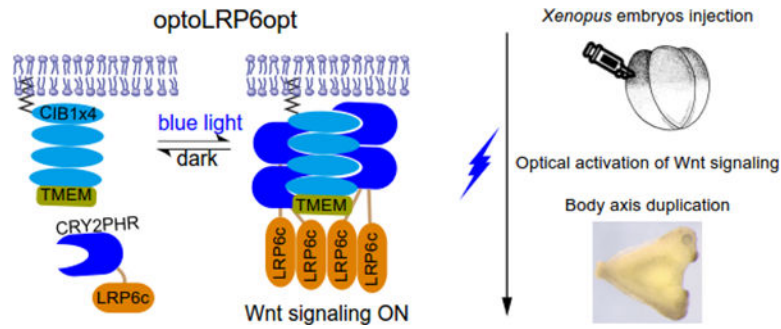 optoLRP6opt
CIB1x4
TMEM
CRY2PHR
LRP6c
blue light
dark
TMEM
LRP6c
LRP6c
LRP6c
LRP6c
Wnt signaling ON
Xenopus embryos injection
Optical activation of Wnt signaling
Body axis duplication